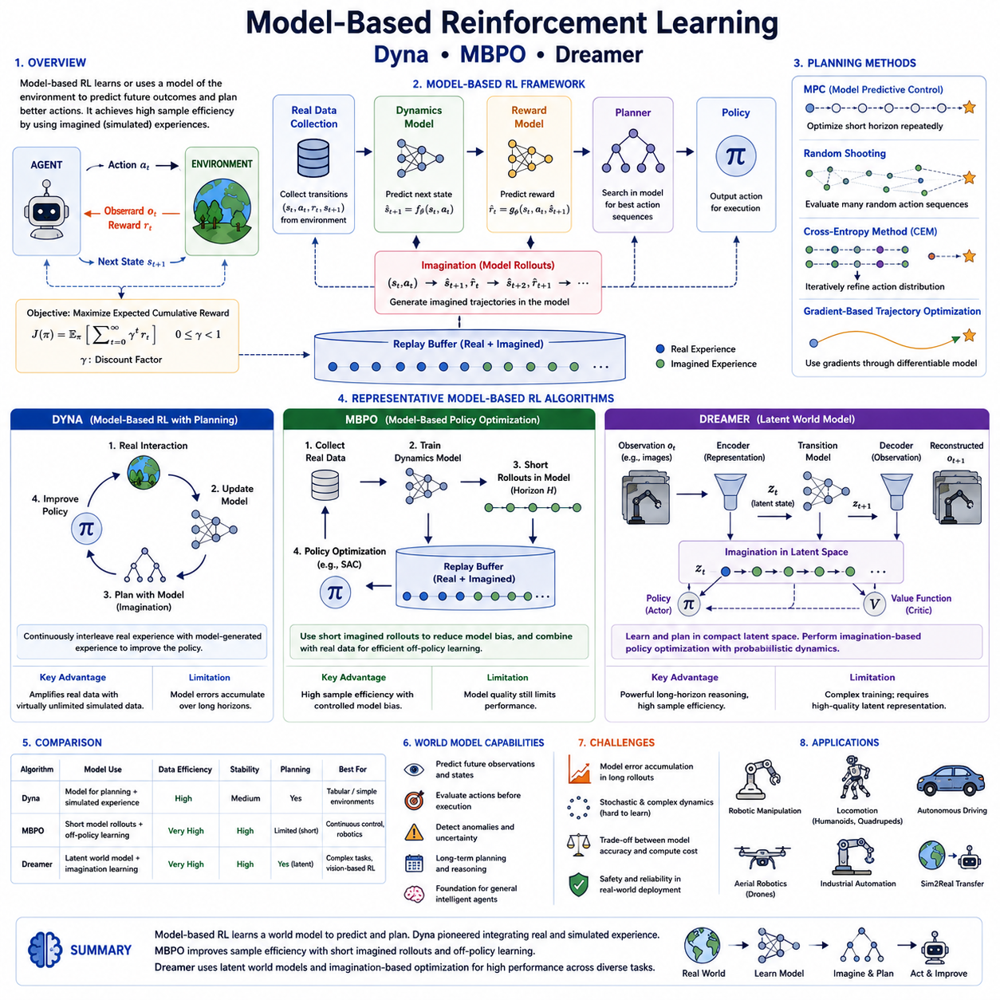 Model-Based Reinforcement Learning
Dyna • MBPO • Dreamer
1. OVERVIEW
Model-based RL learns or uses a model of the
environment to predict future outcomes and plan
better actions. It achieves high sample efficiency
by using imagined (simulated) experiences.
AGENT
Action a_t
ENVIRONMENT
Obsernard o_t
Reward r_t
Next State s_{t+1}
Objective: Maximize Expected Cumulative Reward
J(π) = 𝔼_π [ ∑_{t=0}^{∞} γ^t r_t ]   0 ≤ γ < 1
γ : Discount Factor
2. MODEL-BASED RL FRAMEWORK
Real Data
Collection
Collect transitions
(s_t, a_t, r_t, s_{t+1})
from environment
Dynamics
Model
Predict next state
ŝ_{t+1} = f_θ(s_t, a_t)
Reward
Model
Predict reward
r̂_t = g_ϕ(s_t, a_t, ŝ_{t+1})
Planner
Search in model
for best action
sequences
Policy
π
Output action
for execution
Imagination (Model Rollouts)
(s_t,a_t) → ŝ_{t+1}, r̂_t → ŝ_{t+2}, r̂_{t+1} → ···
Generate imagined trajectories in the model
Replay Buffer (Real + Imagined)
···
Real Experience
Imagined Experience
3. PLANNING METHODS
MPC (Model Predictive Control)
Optimize short horizon repeatedly
Random Shooting
Evaluate many random action sequences
Cross-Entropy Method (CEM)
Iteratively refine action distribution
Gradient-Based Trajectory Optimization
Use gradients through differentiable model
4. REPRESENTATIVE MODEL-BASED RL ALGORITHMS
DYNA (Model-Based RL with Planning)
1. Real Interaction
2. Update
Model
3. Plan with Model
(Imagination)
4. Improve
Policy
π
Continuously interleave real experience with model-generated
experience to improve the policy.
Key Advantage
Amplifies real data with
virtually unlimited simulated data.
Limitation
Model errors accumulate
over long horizons.
MBPO (Model-Based Policy Optimization)
1. Collect
Real Data
2. Train
Dynamics Model
3. Short
Rollouts in Model
(Horizon H)
4. Policy Optimization
(e.g., SAC)
π
Replay Buffer
(Real + Imagined)
···
Use short imagined rollouts to reduce model bias, and combine
with real data for efficient off-policy learning.
Key Advantage
High sample efficiency with
controlled model bias.
Limitation
Model quality still limits
performance.
DREAMER (Latent World Model)
Observation o_t
(e.g., images)
Encoder
(Representation)
z_t
(latent state)
Transition
Model
z_{t+1}
Decoder
(Observation)
Reconstructed
o_{t+1}
Imagination in Latent Space
z_t
···
Policy
(Actor)
π
V
Value Function
(Critic)
Learn and plan in compact latent space. Perform imagination-based
policy optimization with probabilistic dynamics.
Key Advantage
Powerful long-horizon reasoning,
high sample efficiency.
Limitation
Complex training; requires
high-quality latent representation.
5. COMPARISON
Algorithm Model Use Data Efficiency Stability Planning Best For
Dyna Model for planning + simulated experience High Medium Yes Tabular / simple environments
MBPO Short model rollouts + off-policy learning Very High High Limited (short) Continuous control, robotics
Dreamer Latent world model + imagination learning Very High High Yes (latent) Complex tasks, vision-based RL
6. WORLD MODEL CAPABILITIES
Predict future observations
and states
Evaluate actions before
execution
Detect anomalies and
uncertainty
Long-term planning
and reasoning
Foundation for general
intelligent agents
7. CHALLENGES
Model error accumulation
in long rollouts
Stochastic & complex dynamics
(hard to learn)
Trade-off between model
accuracy and compute cost
Safety and reliability in
real-world deployment
8. APPLICATIONS
Robotic Manipulation
Locomotion
(Humanoids, Quadrupeds)
Autonomous Driving
Aerial Robotics
(Drones)
Industrial Automation
Sim2Real Transfer
SUMMARY
Model-based RL learns a world model to predict and plan. Dyna pioneered integrating real and simulated experience.
MBPO improves sample efficiency with short imagined rollouts and off-policy learning.
Dreamer uses latent world models and imagination-based optimization for high performance across diverse tasks.
Real World
Learn Model
Imagine & Plan
Act & Improve